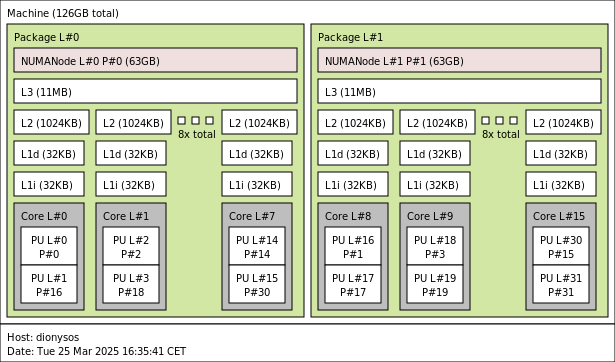 Machine (126GB total)
Package L#0
NUMANode L#0 P#0 (63GB)
L3 (11MB)
L2 (1024KB) L2 (1024KB) 8x total L2 (1024KB)
L1d (32KB) L1d (32KB) L1d (32KB)
L1i (32KB) L1i (32KB) L1i (32KB)
Core L#0 Core L#1 Core L#7
PU L#0 PU L#2 PU L#14
P#0 P#2 P#14
PU L#1 PU L#3 PU L#15
P#16 P#18 P#30
Package L#1
NUMANode L#1 P#1 (63GB)
L3 (11MB)
L2 (1024KB) L2 (1024KB) 8x total L2 (1024KB)
L1d (32KB) L1d (32KB) L1d (32KB)
L1i (32KB) L1i (32KB) L1i (32KB)
Core L#8 Core L#9 Core L#15
PU L#16 PU L#18 PU L#30
P#1 P#3 P#15
PU L#17 PU L#19 PU L#31
P#17 P#19 P#31
Host: dionysos
Date: Tue 25 Mar 2025 16:35:41 CET